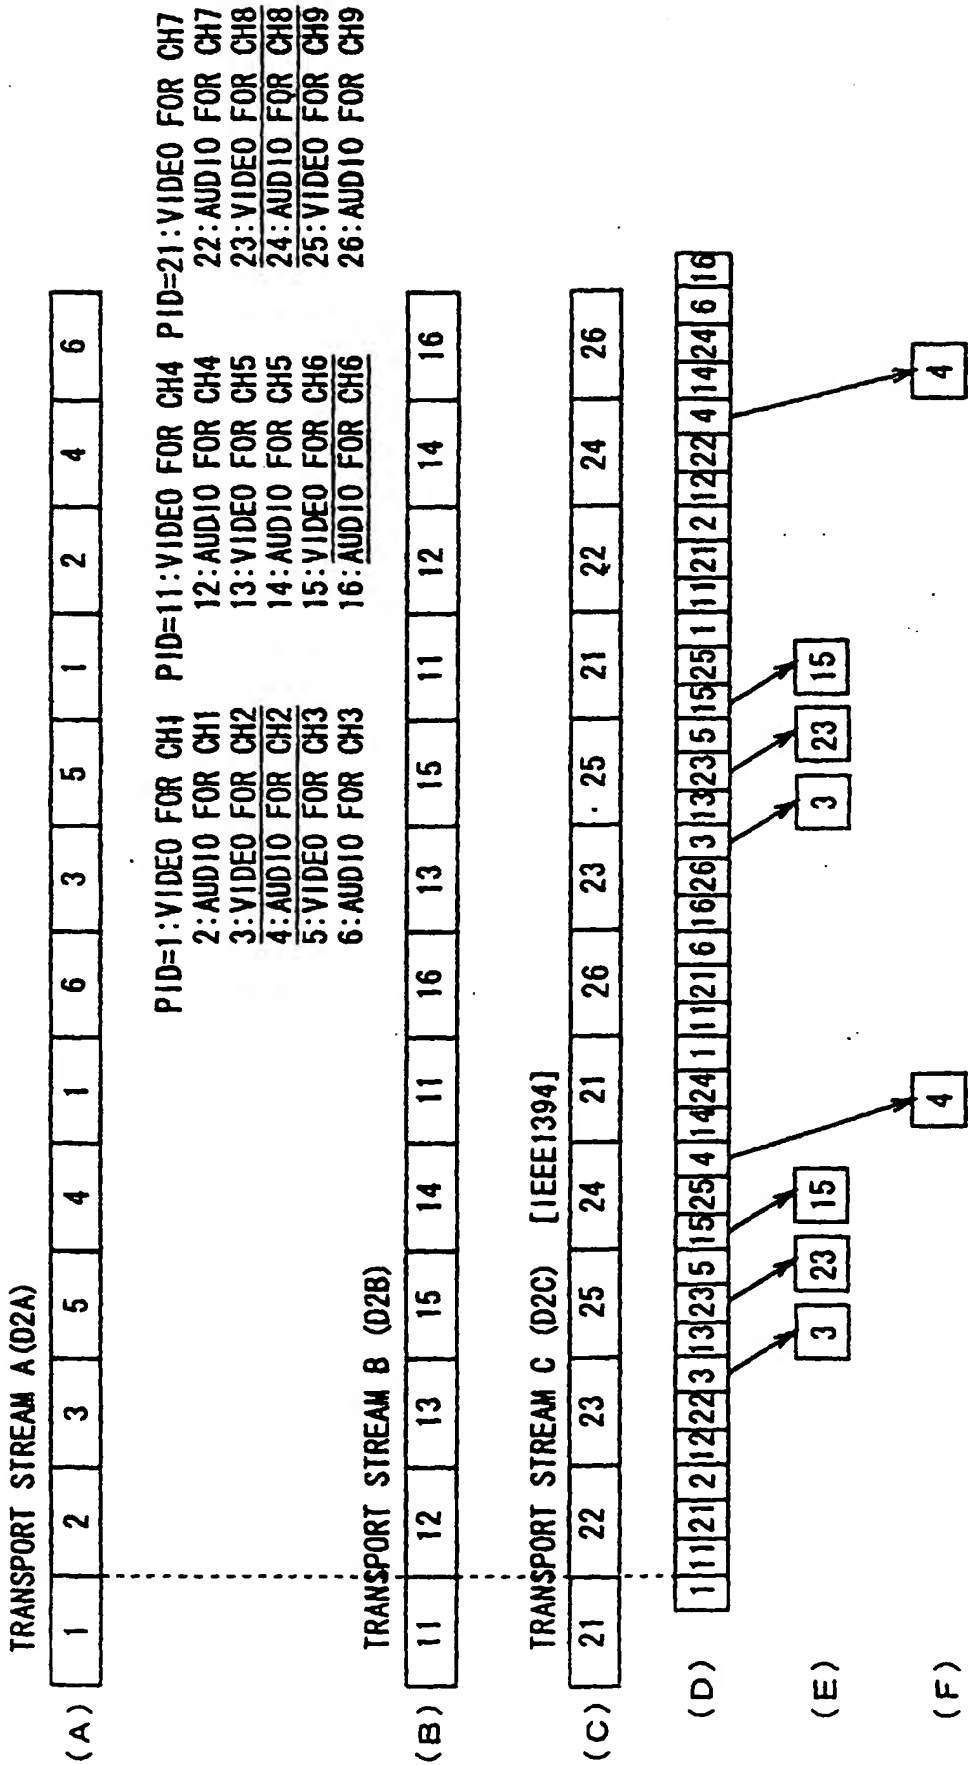 TRANSPORT STREAM A(D2A)
(A) 1 2 3 5 4 1 6 3 5 1 2 4 6
PID=1:VIDEO FOR CH1 PID=11:VIDEO FOR CH4 PID=21:VIDEO FOR CH7
2:AUDIO FOR CH1 12:AUDIO FOR CH4 22:AUDIO FOR CH7
3:VIDEO FOR CH2 13:VIDEO FOR CH5 23:VIDEO FOR CH8
4:AUDIO FOR CH2 14:AUDIO FOR CH5 24:AUDIO FOR CH8
5:VIDEO FOR CH3 15:VIDEO FOR CH6 25:VIDEO FOR CH9
6:AUDIO FOR CH3 16:AUDIO FOR CH6 26:AUDIO FOR CH9
TRANSPORT STREAM B (D2B)
(B) 11 12 13 15 14 11 16 13 15 11 12 14 16
TRANSPORT STREAM C (D2C) [IEEE1394]
(C) 21 22 23 25 24 21 26 23 25 21 22 24 26
(D) 1 11 21 2 12 22 3 13 23 5 15 25 4 14 24 1 11 21 6 16 26 3 13 23 5 15 25 1 11 21 2 12 22 4 14 24 6 16
(E) 3 23 15 3 23 15
(F) 4 4